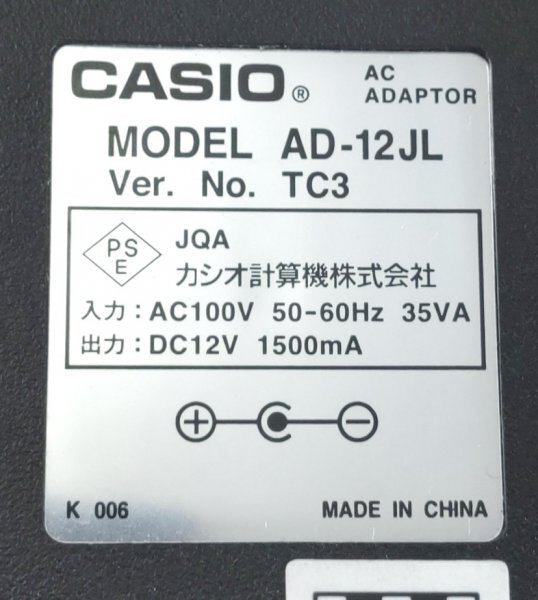 CASIO® AC ADAPTOR
MODEL AD-12JL
Ver. No. TC3
PSE JQA
カシオ計算機株式会社
入力：AC100V 50-60Hz 35VA
出力：DC12V 1500mA
K 006 MADE IN CHINA